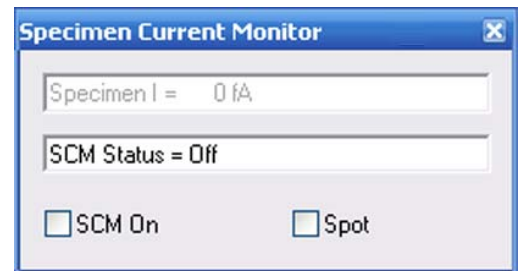 Specimen Current Monitor
Specimen I = 0 fA
SCM Status = Off
SCM On Spot